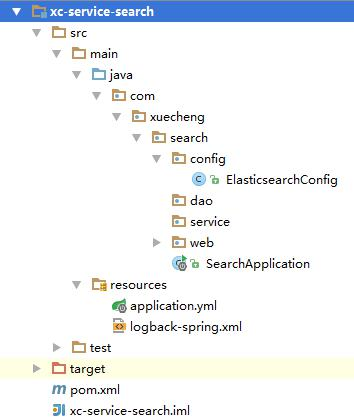 xc-service-search
src
main
java
com
xuecheng
search
config
ElasticsearchConfig
dao
service
web
SearchApplication
resources
application.yml
logback-spring.xml
test
target
pom.xml
xc-service-search.iml